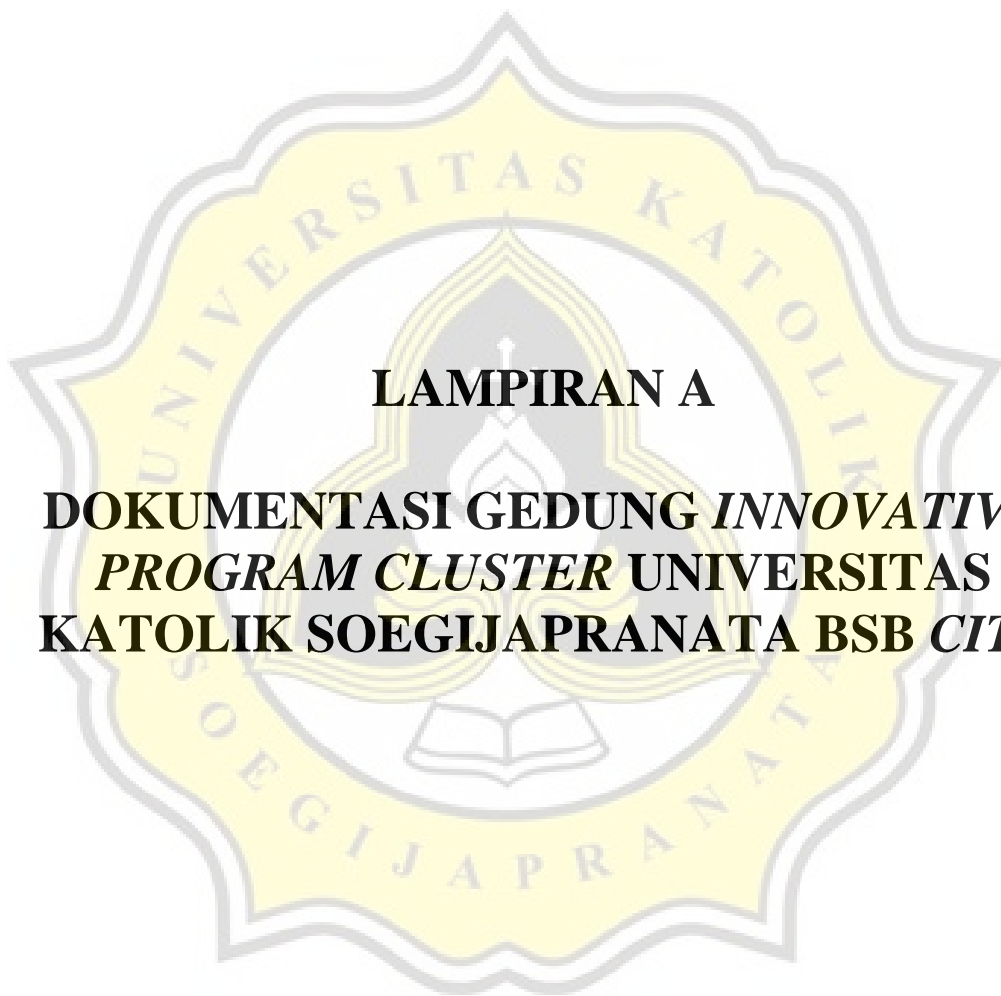 LAMPIRAN A
DOKUMENTASI GEDUNG INNOVATIV
PROGRAM CLUSTER UNIVERSITAS
KATOLIK SOEGIJAPRANATA BSB CIT
UNIVERSITAS KATOLIK
SOEGIJAPRANATA